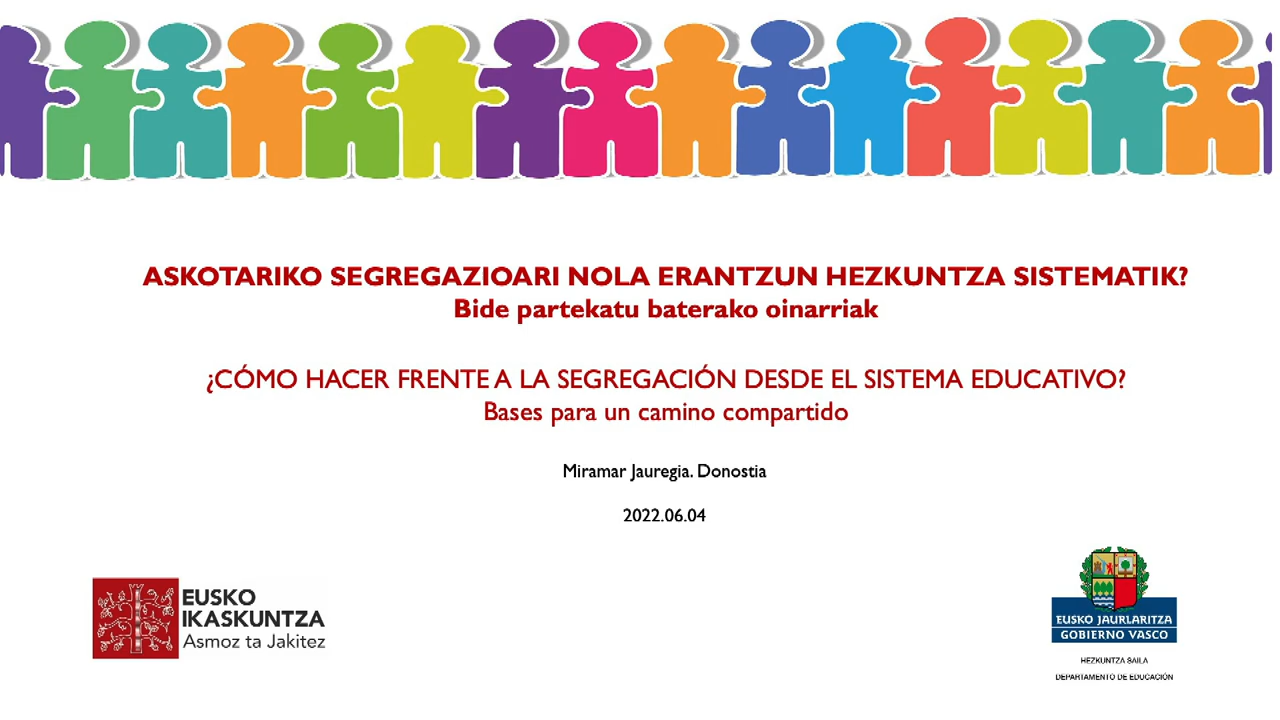 ASKOTARIKO SEGREGAZIOARI NOLA ERANTZUN HEZKUNTZA SISTEMATIK?
Bide partekatu baterako oinarriak
¿CÓMO HACER FRENTE A LA SEGREGACIÓN DESDE EL SISTEMA EDUCATIVO?
Bases para un camino compartido
Miramar Jauregia. Donostia
2022.06.04
EUSKO
IKASKUNTZA
Asmoz ta Jakitez
EUSKO JAURLARITZA
GOBIERNO VASCO
HEZKUNTZA SAILA
DEPARTAMENTO DE EDUCACIÓN